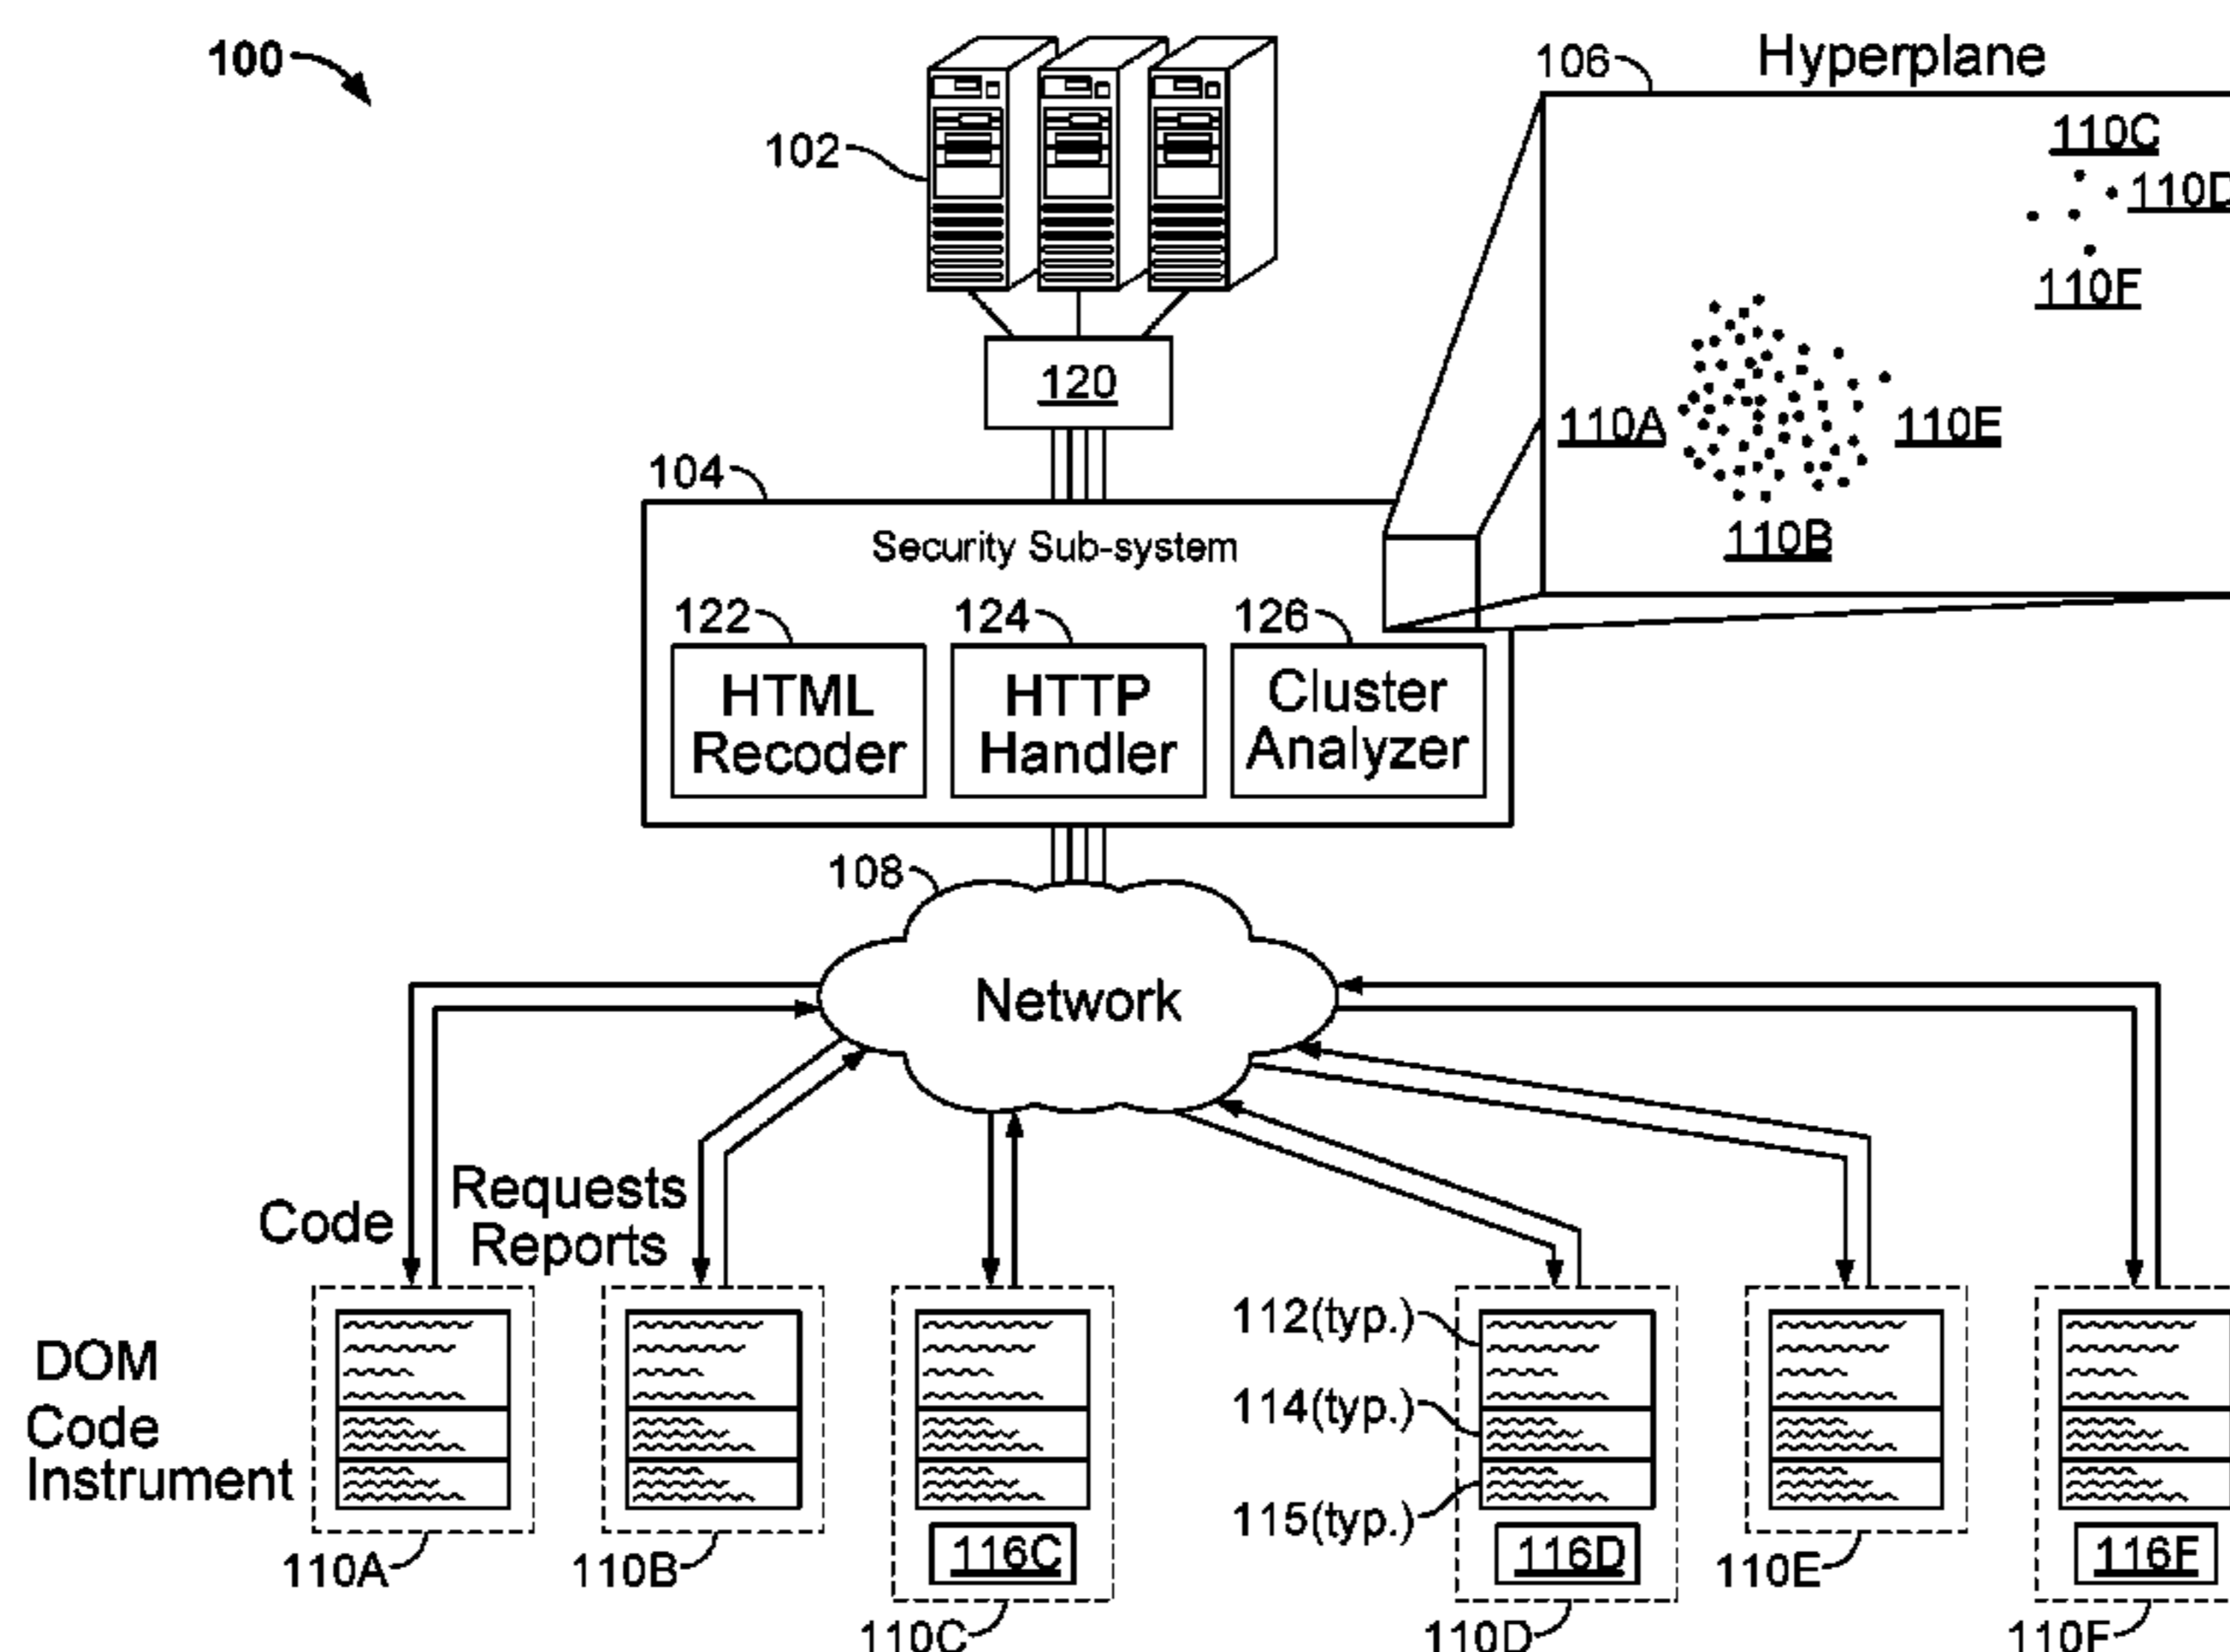 100
102
106
Hyperplane
110C
110D
110F
110A
110E
110B
120
104
Security Sub-system
122
124
126
HTML
Recoder
HTTP
Handler
Cluster
Analyzer
108
Network
Code
Requests
Reports
DOM
Code
Instrument
112(typ.)
114(typ.)
115(typ.)
116C
116D
116F
110A
110B
110C
110D
110E
110F